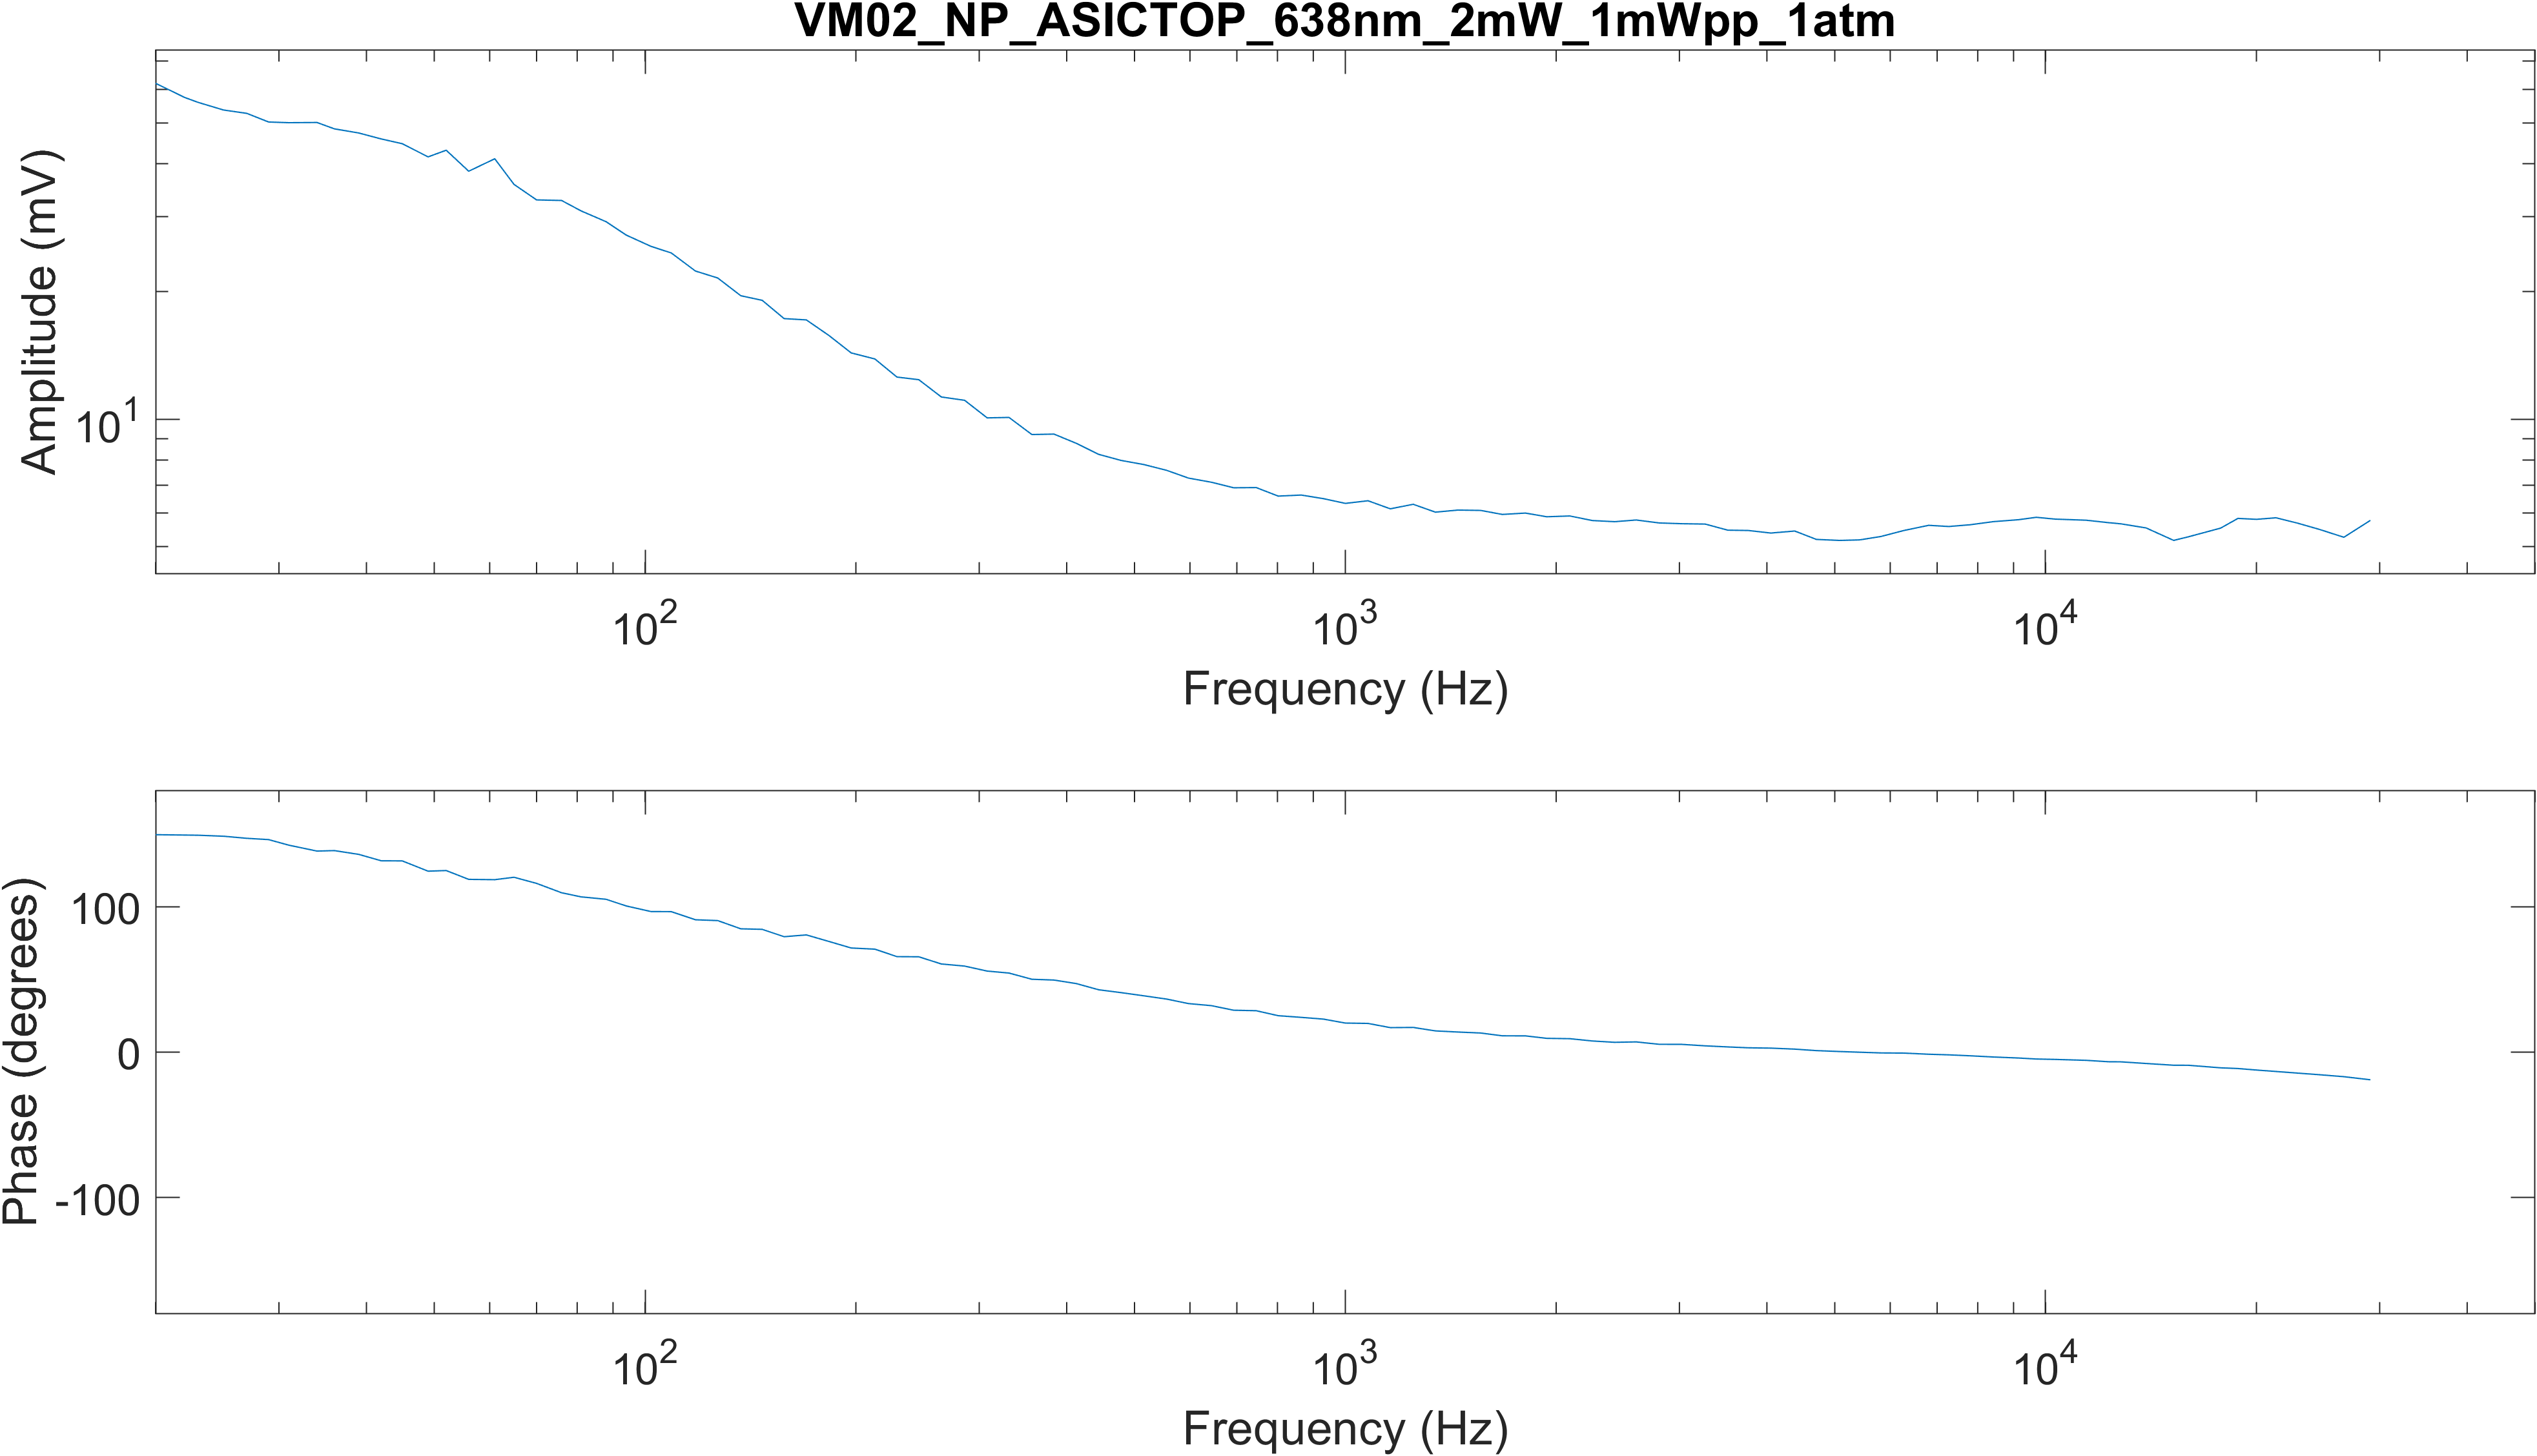 VM02_NP_ASICTOP_638nm_2mW_1mWpp_1atm
Amplitude (mV)
10^1
10^2 10^3 10^4
Frequency (Hz)
Phase (degrees)
100
0
-100
10^2 10^3 10^4
Frequency (Hz)